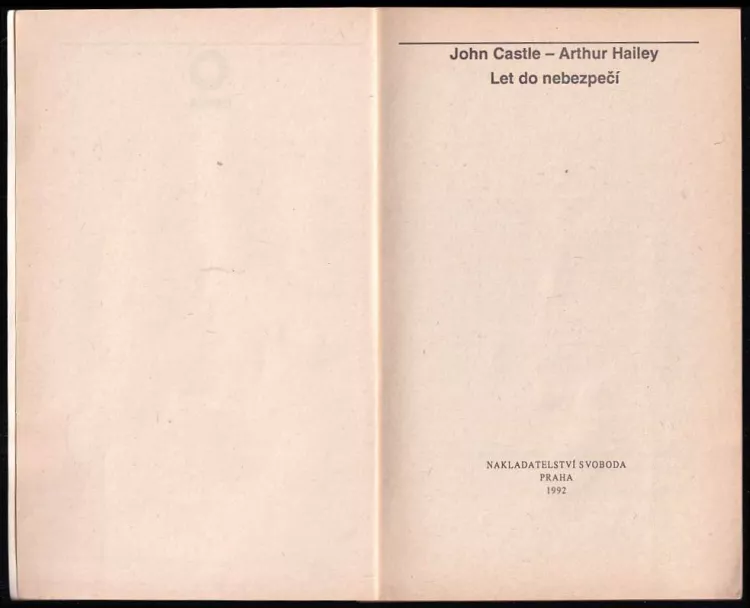 John Castle – Arthur Hailey
Let do nebezpečí
NAKLADATELSTVÍ SVOBODA
PRAHA
1992